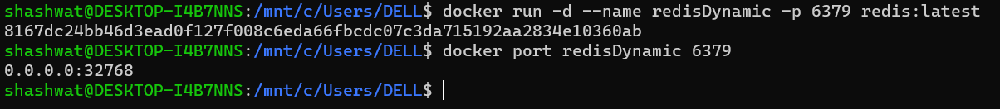 shashwat@DESKTOP-I4B7NNS:/mnt/c/Users/DELL$ docker run -d --name redisDynamic -p 6379 redis:latest
8167dc24bb46d3ead0f127f008c6eda66fbcdc07c3da715192aa2834e10360ab
shashwat@DESKTOP-I4B7NNS:/mnt/c/Users/DELL$ docker port redisDynamic 6379
0.0.0.0:32768
shashwat@DESKTOP-I4B7NNS:/mnt/c/Users/DELL$